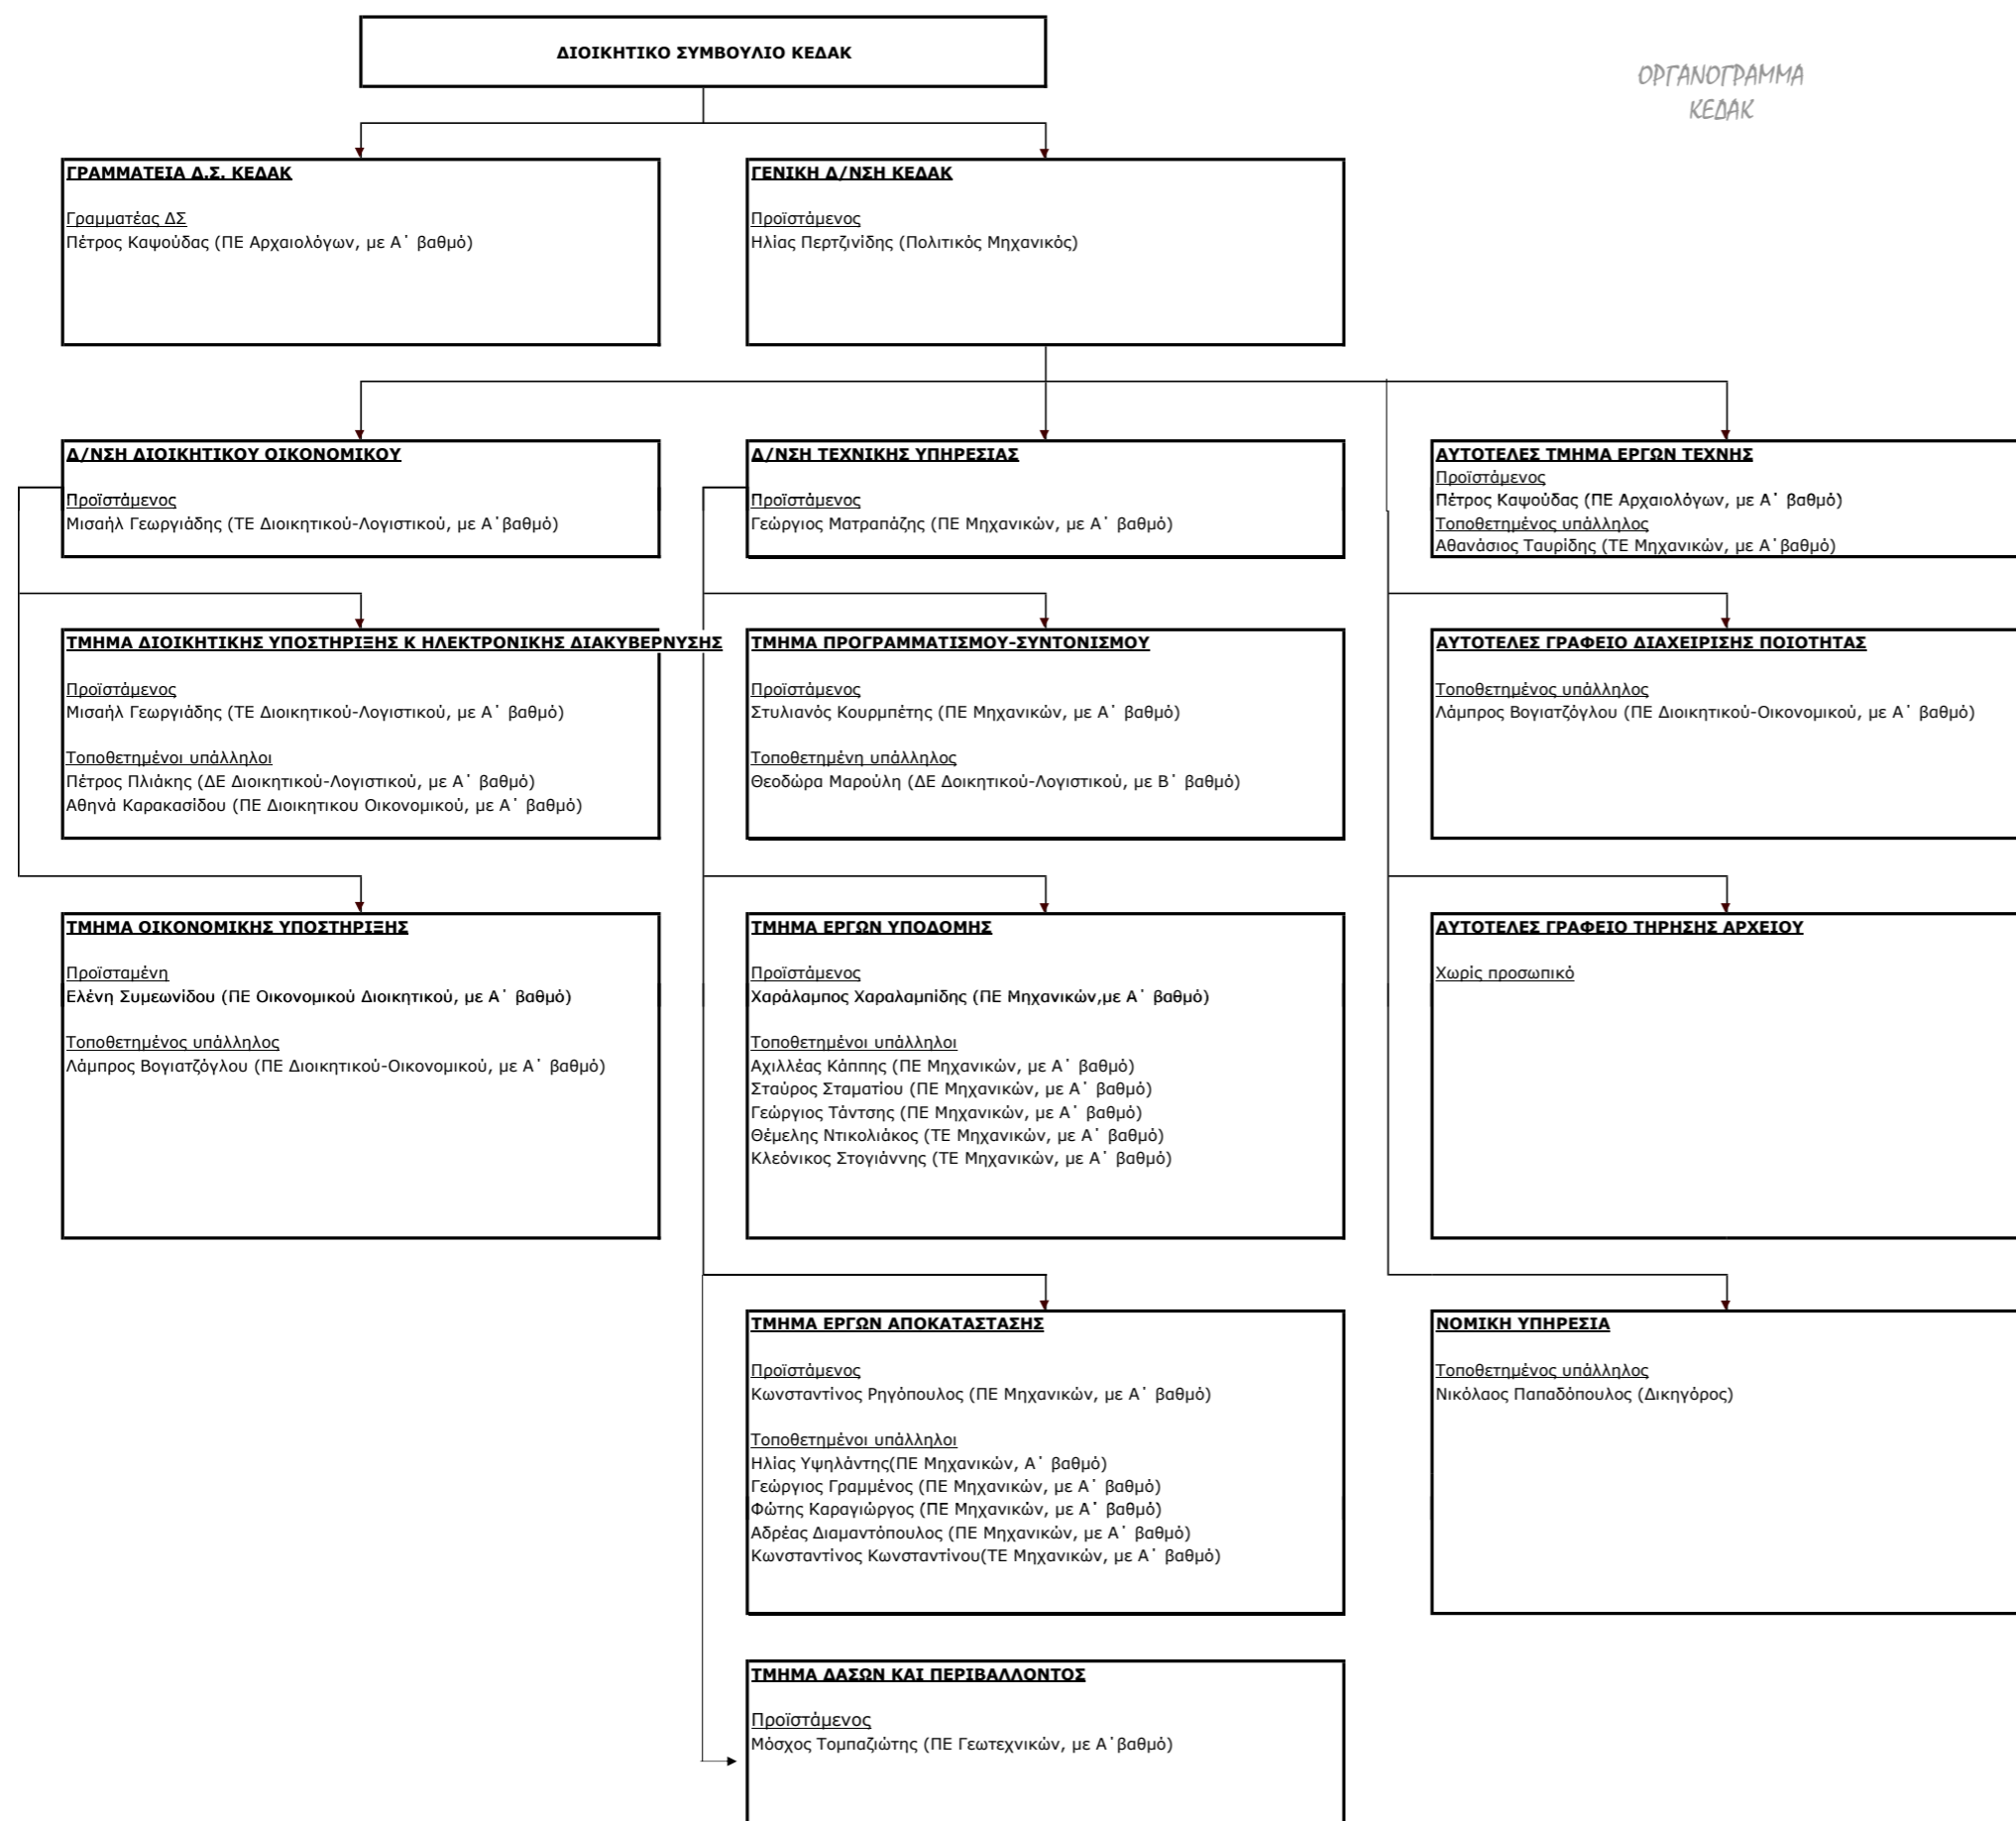 ΔΙΟΙΚΗΤΙΚΟ ΣΥΜΒΟΥΛΙΟ ΚΕΔΑΚ
ΟΡΓΑΝΟΓΡΑΜΜΑ
ΚΕΔΑΚ
ΓΡΑΜΜΑΤΕΙΑ Δ.Σ. ΚΕΔΑΚ
Γραμματέας ΔΣ
Πέτρος Καψούδας (ΠΕ Αρχαιολόγων, με Α΄ βαθμό)
ΓΕΝΙΚΗ Δ/ΝΣΗ ΚΕΔΑΚ
Προϊστάμενος
Ηλίας Περτζινίδης (Πολιτικός Μηχανικός)
Δ/ΝΣΗ ΔΙΟΙΚΗΤΙΚΟΥ ΟΙΚΟΝΟΜΙΚΟΥ
Προϊστάμενος
Μισαήλ Γεωργιάδης (ΤΕ Διοικητικού-Λογιστικού, με Α΄βαθμό)
Δ/ΝΣΗ ΤΕΧΝΙΚΗΣ ΥΠΗΡΕΣΙΑΣ
Προϊστάμενος
Γεώργιος Ματραπάζης (ΠΕ Μηχανικών, με Α΄ βαθμό)
ΑΥΤΟΤΕΛΕΣ ΤΜΗΜΑ ΕΡΓΩΝ ΤΕΧΝΗΣ
Προϊστάμενος
Πέτρος Καψούδας (ΠΕ Αρχαιολόγων, με Α΄ βαθμό)
Τοποθετημένος υπάλληλος
Αθανάσιος Ταυρίδης (ΤΕ Μηχανικών, με Α΄βαθμό)
ΤΜΗΜΑ ΔΙΟΙΚΗΤΙΚΗΣ ΥΠΟΣΤΗΡΙΞΗΣ Κ ΗΛΕΚΤΡΟΝΙΚΗΣ ΔΙΑΚΥΒΕΡΝΥΣΗΣ
Προϊστάμενος
Μισαήλ Γεωργιάδης (ΤΕ Διοικητικού-Λογιστικού, με Α΄ βαθμό)
Τοποθετημένοι υπάλληλοι
Πέτρος Πλιάκης (ΔΕ Διοικητικού-Λογιστικού, με Α΄ βαθμό)
Αθηνά Καρακασίδου (ΠΕ Διοικητικου Οικονομικού, με Α΄ βαθμό)
ΤΜΗΜΑ ΠΡΟΓΡΑΜΜΑΤΙΣΜΟΥ-ΣΥΝΤΟΝΙΣΜΟΥ
Προϊστάμενος
Στυλιανός Κουρμπέτης (ΠΕ Μηχανικών, με Α΄ βαθμό)
Τοποθετημένη υπάλληλος
Θεοδώρα Μαρούλη (ΔΕ Δοικητικού-Λογιστικού, με Β΄ βαθμό)
ΑΥΤΟΤΕΛΕΣ ΓΡΑΦΕΙΟ ΔΙΑΧΕΙΡΙΣΗΣ ΠΟΙΟΤΗΤΑΣ
Τοποθετημένος υπάλληλος
Λάμπρος Βογιατζόγλου (ΠΕ Διοικητικού-Οικονομικού, με Α΄ βαθμό)
ΤΜΗΜΑ ΟΙΚΟΝΟΜΙΚΗΣ ΥΠΟΣΤΗΡΙΞΗΣ
Προϊσταμένη
Ελένη Συμεωνίδου (ΠΕ Οικονομικού Διοικητικού, με Α΄ βαθμό)
Τοποθετημένος υπάλληλος
Λάμπρος Βογιατζόγλου (ΠΕ Διοικητικού-Οικονομικού, με Α΄ βαθμό)
ΤΜΗΜΑ ΕΡΓΩΝ ΥΠΟΔΟΜΗΣ
Προϊστάμενος
Χαράλαμπος Χαραλαμπίδης (ΠΕ Μηχανικών,με Α΄ βαθμό)
Τοποθετημένοι υπάλληλοι
Αχιλλέας Κάππης (ΠΕ Μηχανικών, με Α΄ βαθμό)
Σταύρος Σταματίου (ΠΕ Μηχανικών, με Α΄ βαθμό)
Γεώργιος Τάντσης (ΠΕ Μηχανικών, με Α΄ βαθμό)
Θέμελης Ντικολιάκος (ΤΕ Μηχανικών, με Α΄ βαθμό)
Κλεόνικος Στογιάννης (ΤΕ Μηχανικών, με Α΄ βαθμό)
ΑΥΤΟΤΕΛΕΣ ΓΡΑΦΕΙΟ ΤΗΡΗΣΗΣ ΑΡΧΕΙΟΥ
Χωρίς προσωπικό
ΤΜΗΜΑ ΕΡΓΩΝ ΑΠΟΚΑΤΑΣΤΑΣΗΣ
Προϊστάμενος
Κωνσταντίνος Ρηγόπουλος (ΠΕ Μηχανικών, με Α΄ βαθμό)
Τοποθετημένοι υπάλληλοι
Ηλίας Υψηλάντης(ΠΕ Μηχανικών, Α΄ βαθμό)
Γεώργιος Γραμμένος (ΠΕ Μηχανικών, με Α΄ βαθμό)
Φώτης Καραγιώργος (ΠΕ Μηχανικών, με Α΄ βαθμό)
Αδρέας Διαμαντόπουλος (ΠΕ Μηχανικών, με Α΄ βαθμό)
Κωνσταντίνος Κωνσταντίνου(ΤΕ Μηχανικών, με Α΄ βαθμό)
ΝΟΜΙΚΗ ΥΠΗΡΕΣΙΑ
Τοποθετημένος υπάλληλος
Νικόλαος Παπαδόπουλος (Δικηγόρος)
ΤΜΗΜΑ ΔΑΣΩΝ ΚΑΙ ΠΕΡΙΒΑΛΛΟΝΤΟΣ
Προϊστάμενος
Μόσχος Τομπαζιώτης (ΠΕ Γεωτεχνικών, με Α΄βαθμό)